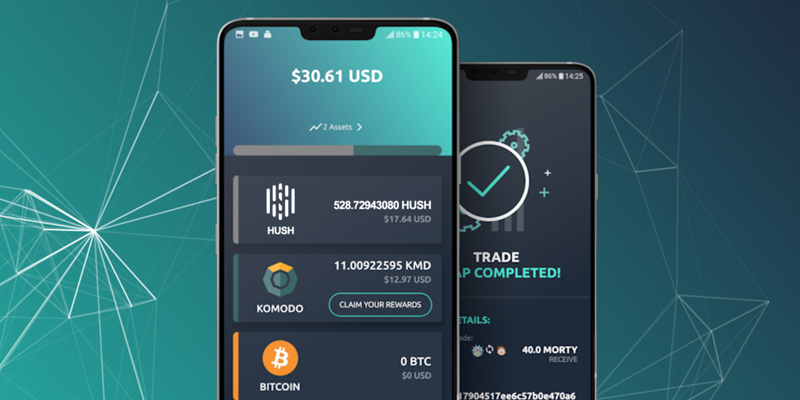 86% 14:24
$30.61 USD
2 Assets
HUSH
528.72943080 HUSH
$17.64 USD
KOMODO
11.00922595 KMD
$12.97 USD
CLAIM YOUR REWARDS
BITCOIN
0 BTC
$0 USD
86% 14:25
TRADE
AP COMPLETED!
ETAILS:
ade:
40.0 MORTY
RECEIVE
17904517ee6c57b0e470a6